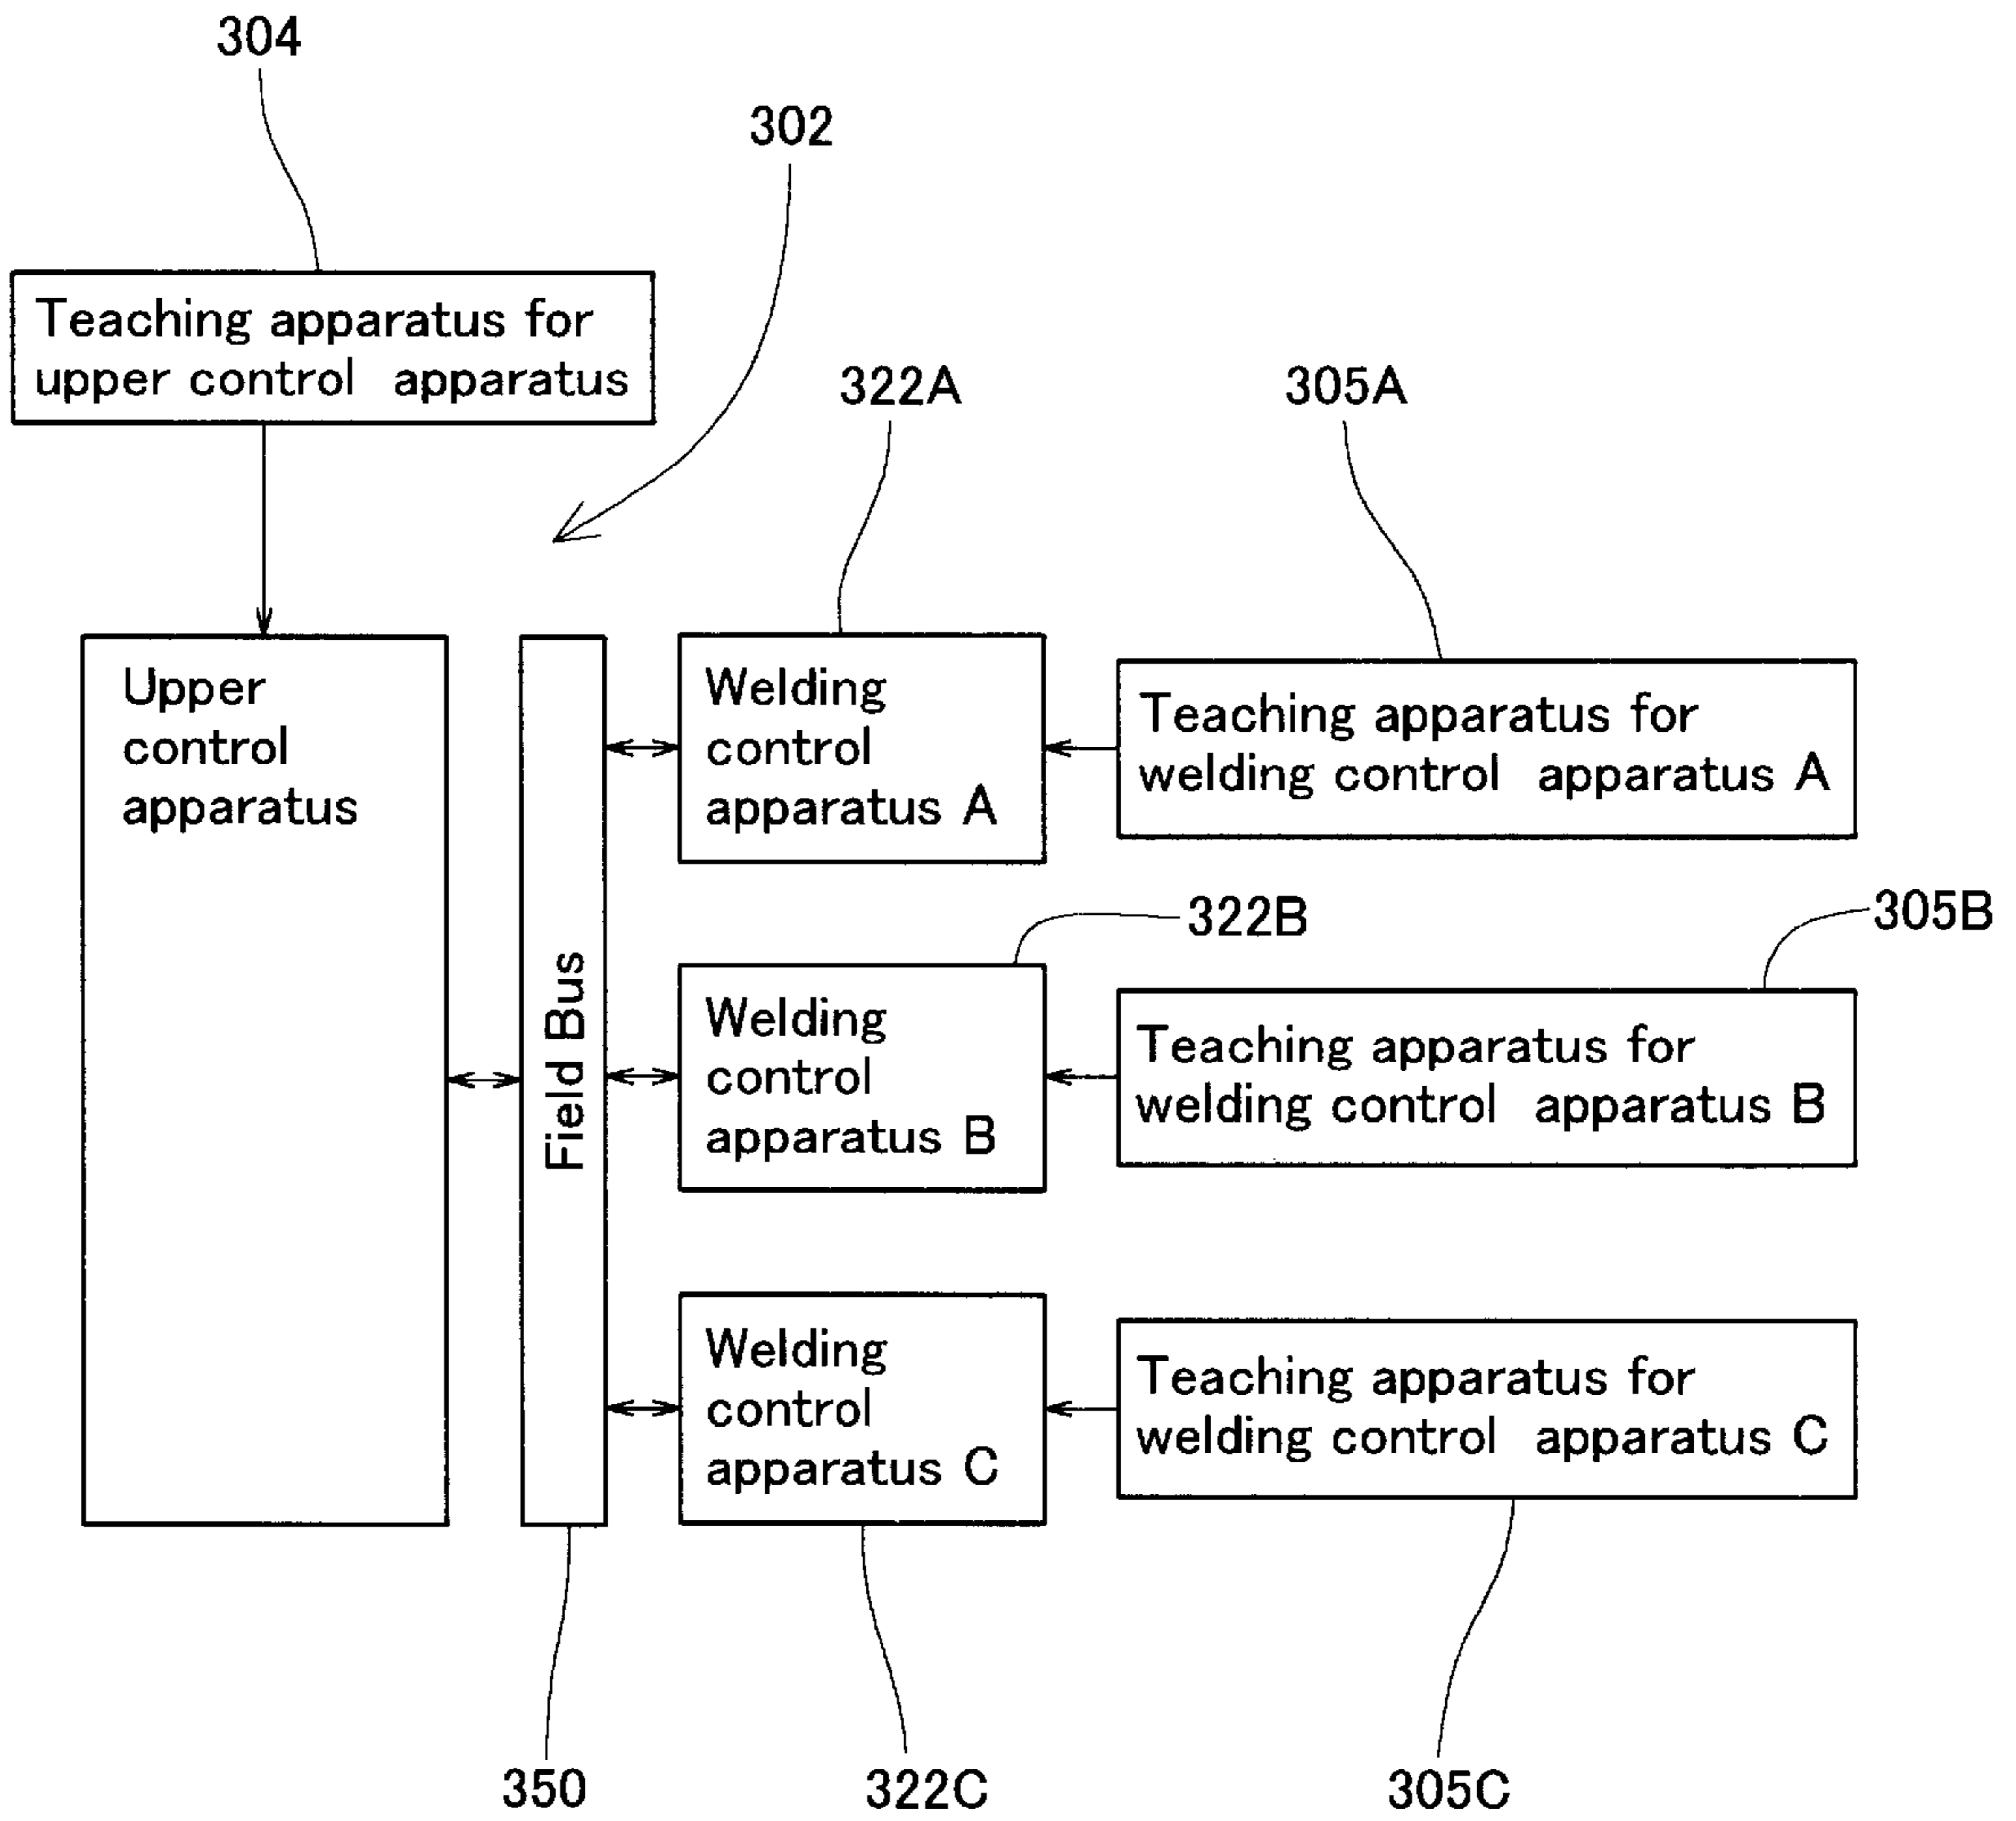 304
302
Teaching apparatus for
upper control apparatus
322A
305A
Upper
control
apparatus
Field Bus
Welding
control
apparatus A
Teaching apparatus for
welding control apparatus A
322B
305B
Welding
control
apparatus B
Teaching apparatus for
welding control apparatus B
Welding
control
apparatus C
Teaching apparatus for
welding control apparatus C
350
322C
305C